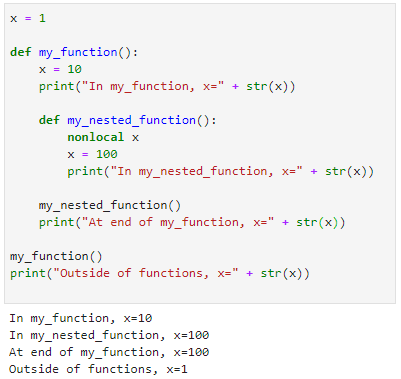 x = 1
def my_function():
    x = 10
    print("In my_function, x=" + str(x))
    def my_nested_function():
        nonlocal x
        x = 100
        print("In my_nested_function, x=" + str(x))
    my_nested_function()
    print("At end of my_function, x=" + str(x))
my_function()
print("Outside of functions, x=" + str(x))
In my_function, x=10
In my_nested_function, x=100
At end of my_function, x=100
Outside of functions, x=1